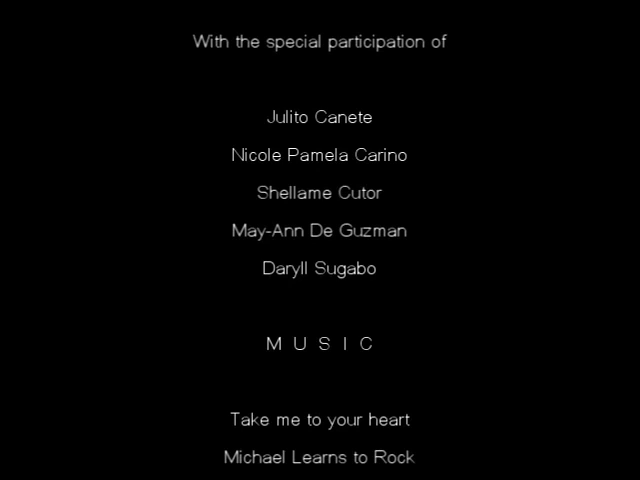 With the special participation of
Julito Canete
Nicole Pamela Carino
Shellame Cutor
May-Ann De Guzman
Daryll Sugabo
M U S I C
Take me to your heart
Michael Learns to Rock